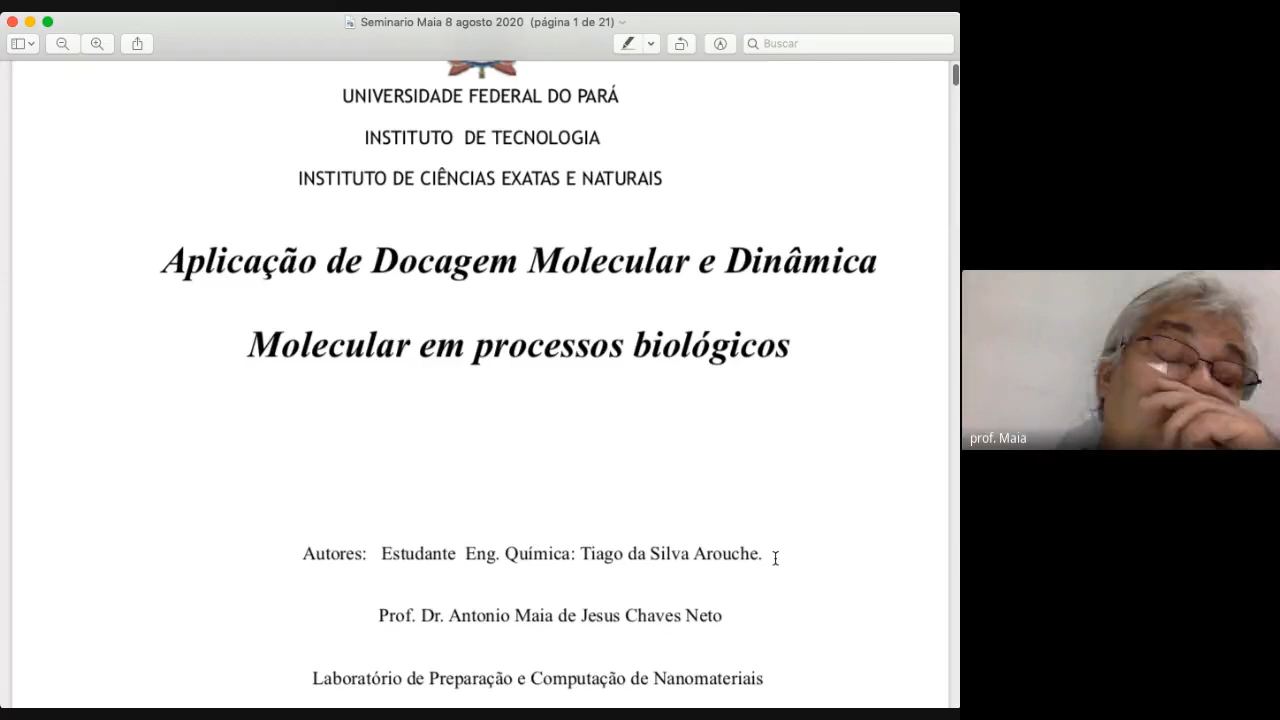 Seminario Maia 8 agosto 2020 (página 1 de 21)
Buscar
UNIVERSIDADE FEDERAL DO PARÁ
INSTITUTO DE TECNOLOGIA
INSTITUTO DE CIÊNCIAS EXATAS E NATURAIS
Aplicação de Docagem Molecular e Dinâmica
Molecular em processos biológicos
Autores: Estudante Eng. Química: Tiago da Silva Arouche.
Prof. Dr. Antonio Maia de Jesus Chaves Neto
Laboratório de Preparação e Computação de Nanomateriais
prof. Maia